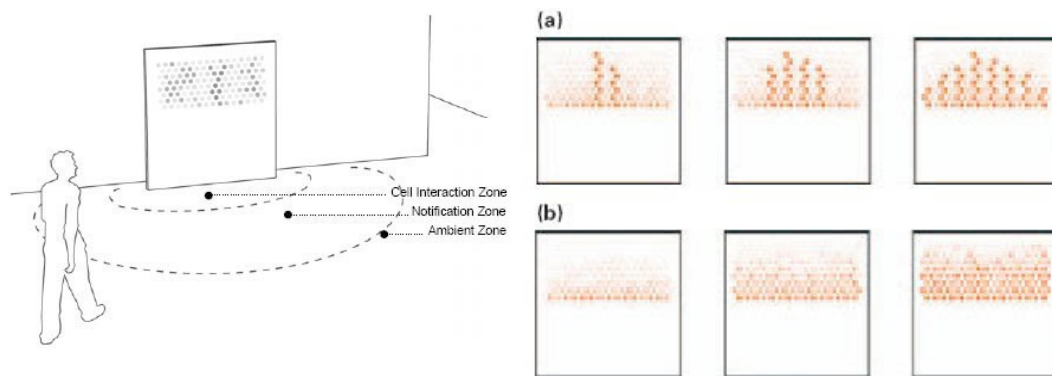 Cell Interaction Zone
Notification Zone
Ambient Zone
(a)
(b)